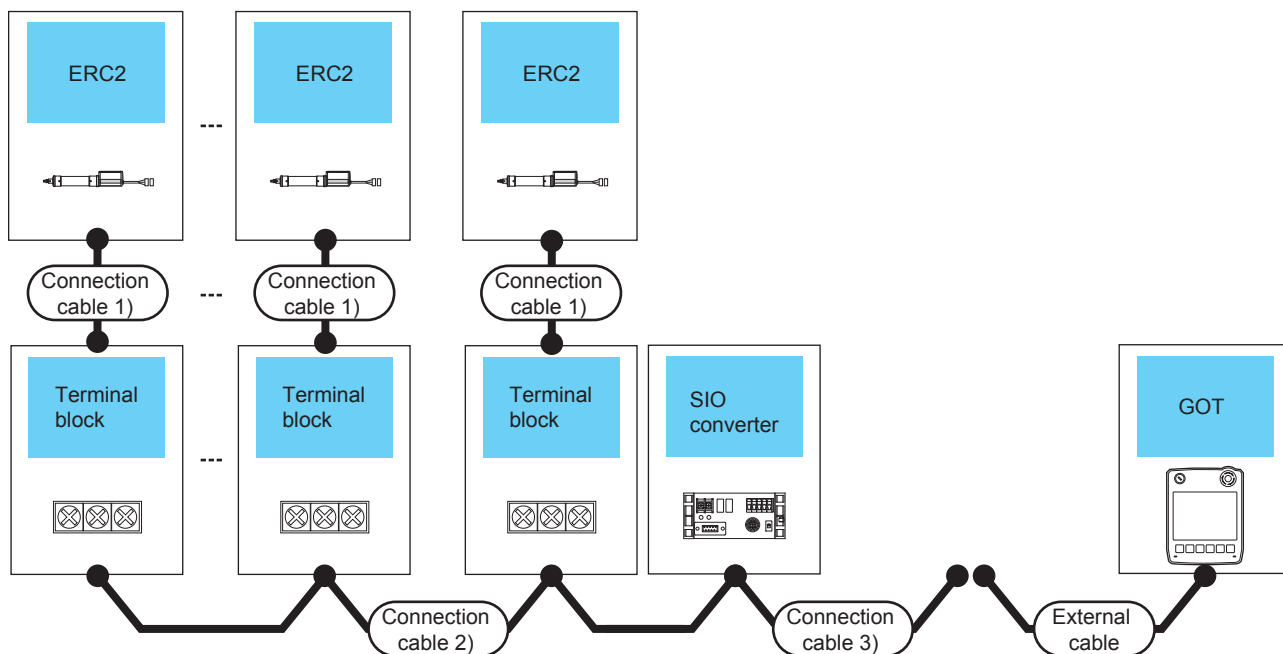 ERC2
ERC2
ERC2
---
Connection
cable 1)
Connection
cable 1)
Connection
cable 1)
---
Terminal
block
Terminal
block
Terminal
block
SIO
converter
GOT
---
Connection
cable 2)
Connection
cable 3)
External
cable